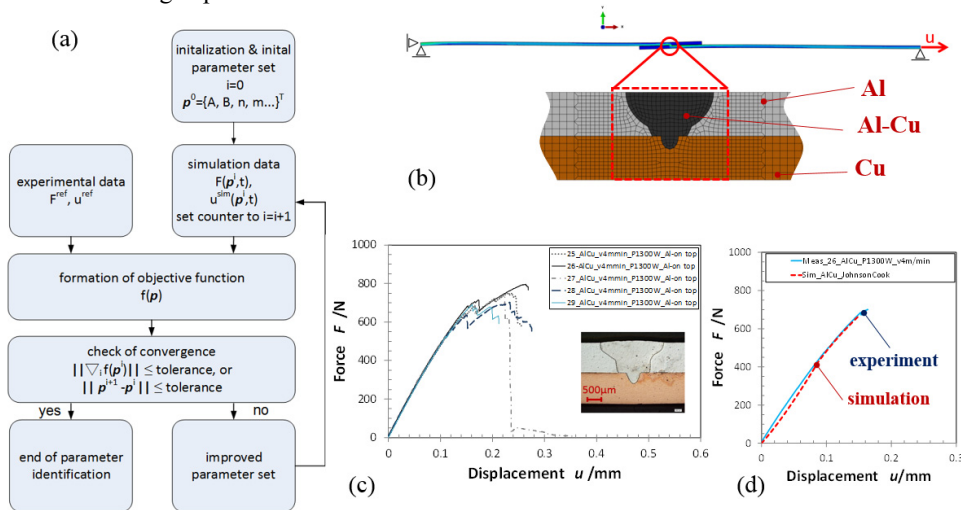 (a)
initalization & inital
parameter set
i=0
p⁰={A, B, n, m...}ᵀ
experimental data
Fʳᵉᶠ, uʳᵉᶠ
simulation data
F(pⁱ,t),
uˢⁱᵐ(pⁱ,t)
set counter to i=i+1
formation of objective function
f(p)
check of convergence
||▽ᵢ f(pⁱ)|| ≤ tolerance, or
|| pⁱ⁺¹-pⁱ || ≤ tolerance
yes
no
end of parameter
identification
improved
parameter set
Y
X
u
Al
Al-Cu
Cu
(b)
(c)
Force F /N
1000
800
600
400
200
0
0
0.1
0.2
0.3
0.4
0.5
0.6
Displacement u /mm
25_AlCu_v4mmin_P1300W_Al-on top
26-AlCu_v4mmin_P1300W_Al-on top
27_AlCu_v4mmin_P1300W_Al-on top
28_AlCu_v4mmin_P1300W_Al-on top
29_AlCu_v4mmin_P1300W_Al-on top
500μm
(d)
Force F /N
1000
800
600
400
200
0
0
0.1
0.2
0.3
Displacement u /mm
Meas_26_AlCu_P1300W_v4m/min
Sim_AlCu_JohnsonCook
experiment
simulation